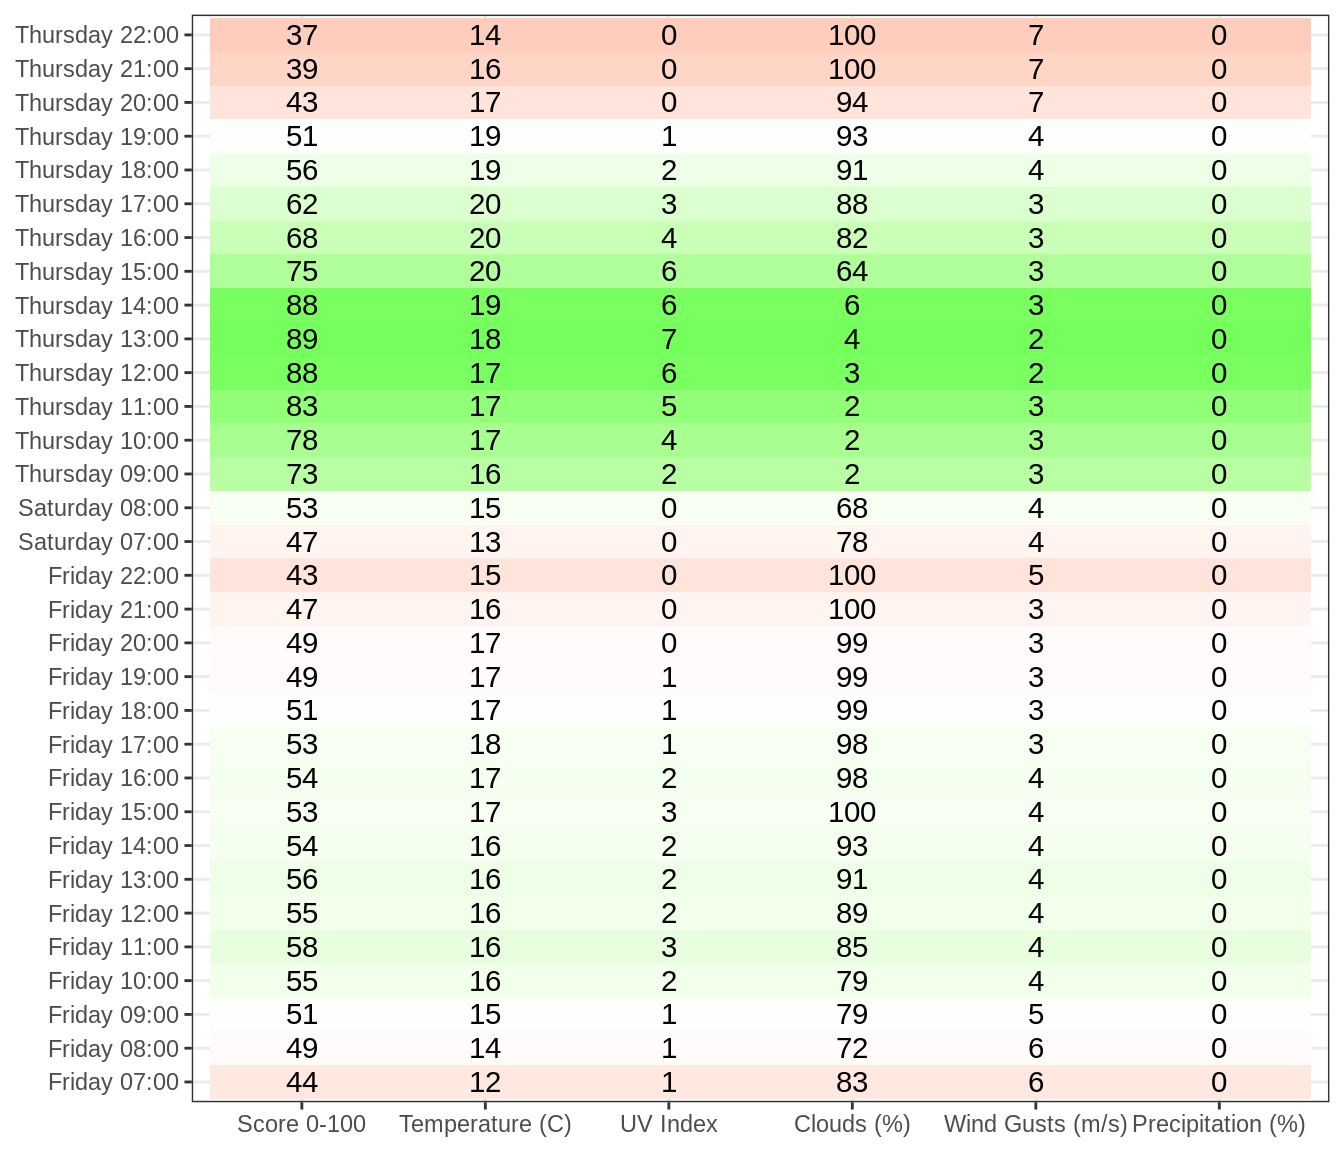 Thursday 22:00 37 14 0 100 7 0
Thursday 21:00 39 16 0 100 7 0
Thursday 20:00 43 17 0 94 7 0
Thursday 19:00 51 19 1 93 4 0
Thursday 18:00 56 19 2 91 4 0
Thursday 17:00 62 20 3 88 3 0
Thursday 16:00 68 20 4 82 3 0
Thursday 15:00 75 20 6 64 3 0
Thursday 14:00 88 19 6 6 3 0
Thursday 13:00 89 18 7 4 2 0
Thursday 12:00 88 17 6 3 2 0
Thursday 11:00 83 17 5 2 3 0
Thursday 10:00 78 17 4 2 3 0
Thursday 09:00 73 16 2 2 3 0
Saturday 08:00 53 15 0 68 4 0
Saturday 07:00 47 13 0 78 4 0
Friday 22:00 43 15 0 100 5 0
Friday 21:00 47 16 0 100 3 0
Friday 20:00 49 17 0 99 3 0
Friday 19:00 49 17 1 99 3 0
Friday 18:00 51 17 1 99 3 0
Friday 17:00 53 18 1 98 3 0
Friday 16:00 54 17 2 98 4 0
Friday 15:00 53 17 3 100 4 0
Friday 14:00 54 16 2 93 4 0
Friday 13:00 56 16 2 91 4 0
Friday 12:00 55 16 2 89 4 0
Friday 11:00 58 16 3 85 4 0
Friday 10:00 55 16 2 79 4 0
Friday 09:00 51 15 1 79 5 0
Friday 08:00 49 14 1 72 6 0
Friday 07:00 44 12 1 83 6 0
Score 0-100 Temperature (C) UV Index Clouds (%) Wind Gusts (m/s) Precipitation (%)